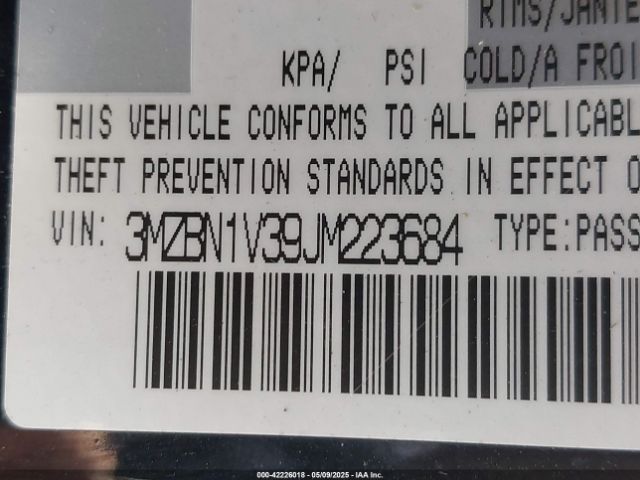 RIMS/JANTE
KPA/ PSI COLD/A FROI
THIS VEHICLE CONFORMS TO ALL APPLICABL
THEFT PREVENTION STANDARDS IN EFFECT O
VIN: 3MZBN1V39JM223684 TYPE:PASS
000-42226018 - 05/09/2025 - IAA Inc.